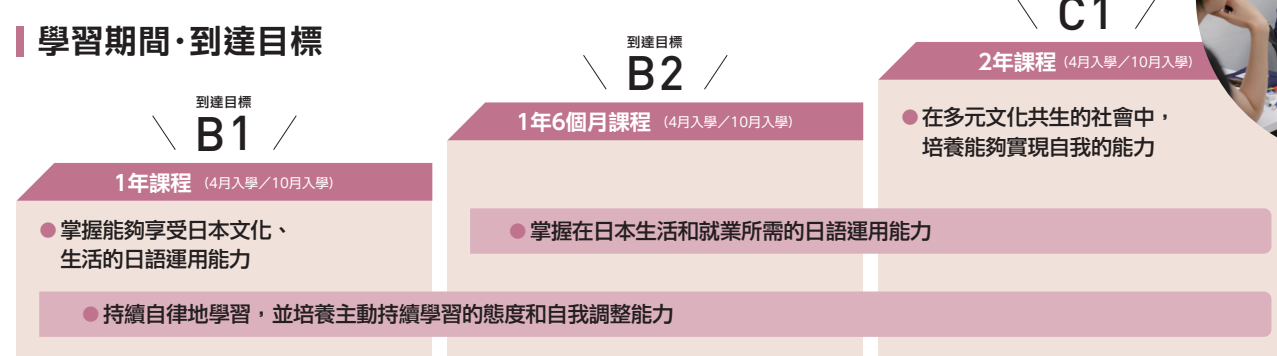 學習期間·到達目標
到達目標
B1
1年課程 (4月入學/10月入學)
●掌握能夠享受日本文化、
生活的日語運用能力
到達目標
B2
1年6個月課程 (4月入學/10月入學)
C1
2年課程 (4月入學/10月入學)
●在多元文化共生的社會中，
培養能夠實現自我的能力
●掌握在日本生活和就業所需的日語運用能力
●持續自律地學習，並培養主動持續學習的態度和自我調整能力